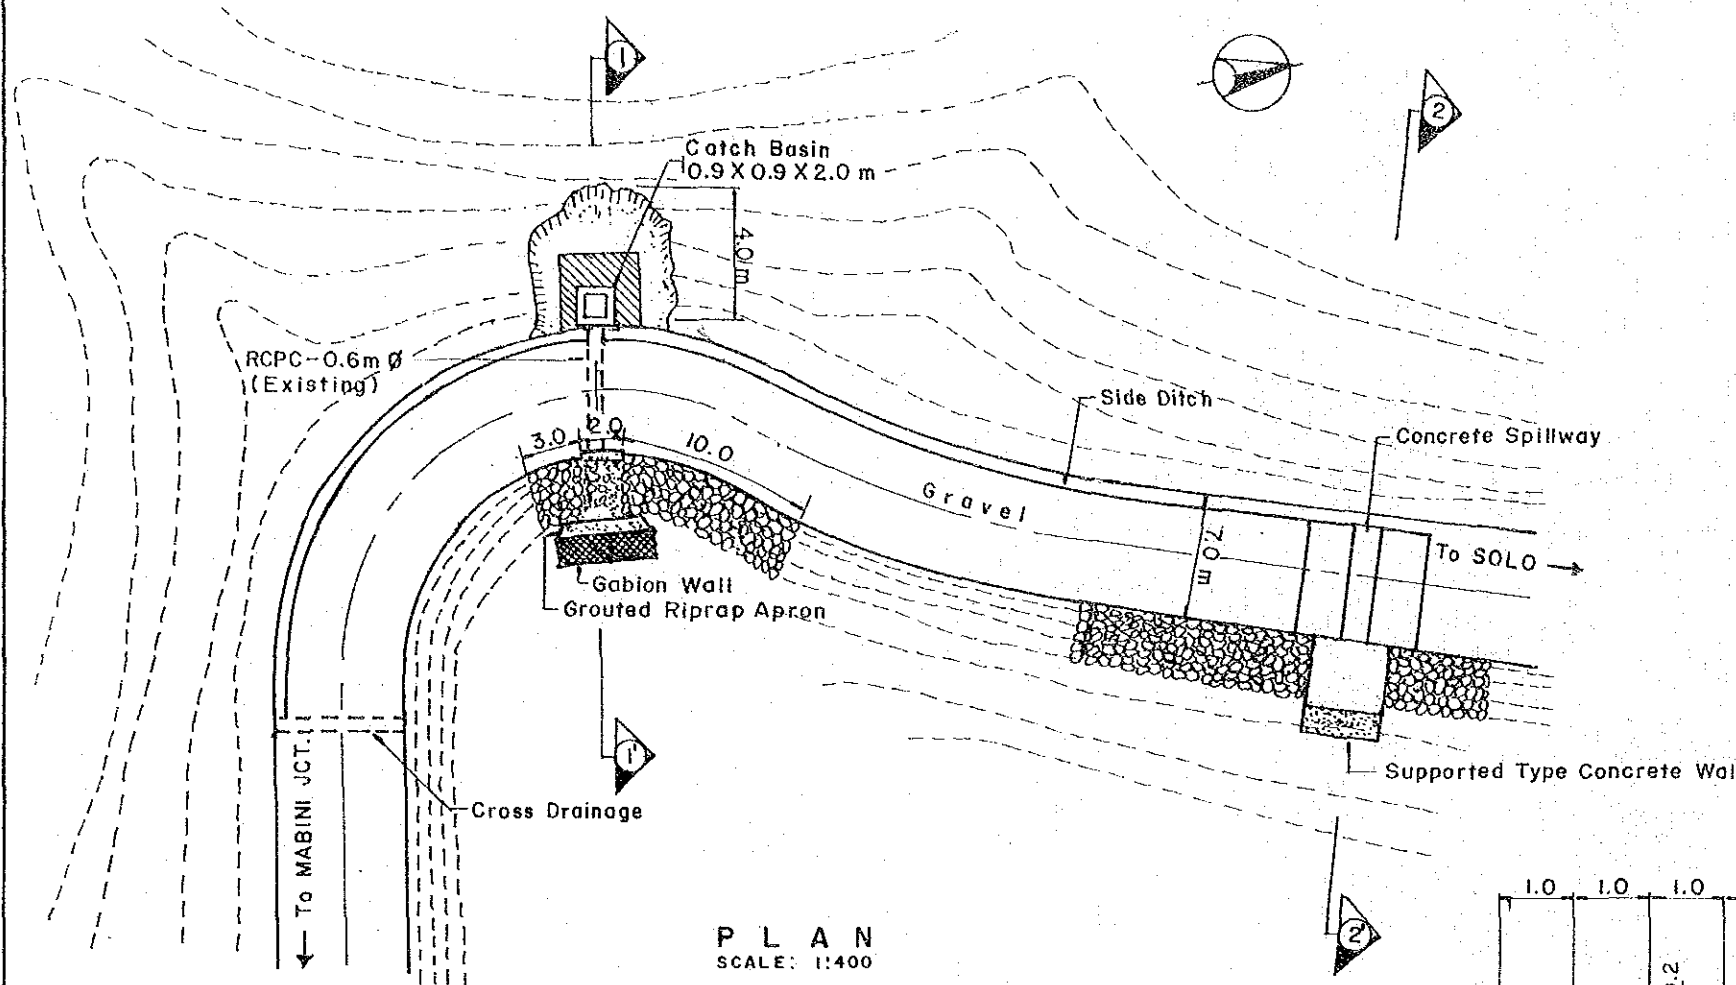 1
2
Catch Basin
0.9 X 0.9 X 2.0 m
4.0 m
RCPC-0.6m Ø
(Existing)
Side Ditch
Concrete Spillway
3.0
2.0
10.0
Gravel
7.0 m
To SOLO →
Gabion Wall
Grouted Riprap Apron
1'
Supported Type Concrete Wal
Cross Drainage
To MABINI JCT.
1.0 1.0 1.0
2'
PLAN
SCALE: 1:400